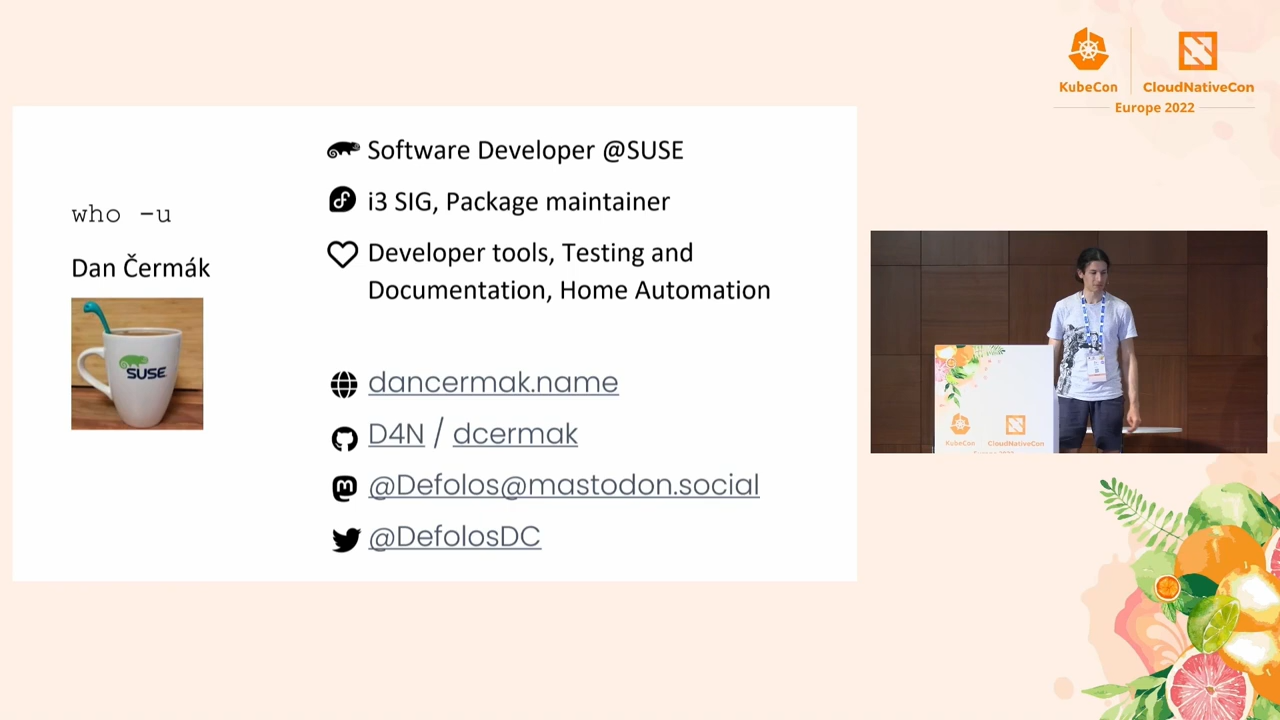 KubeCon
CloudNativeCon
Europe 2022
who -u
Dan Čermák
SUSE
Software Developer @SUSE
i3 SIG, Package maintainer
Developer tools, Testing and
Documentation, Home Automation
dancermak.name
D4N / dcermak
@Defolos@mastodon.social
@DefolosDC
KubeCon
CloudNativeCon